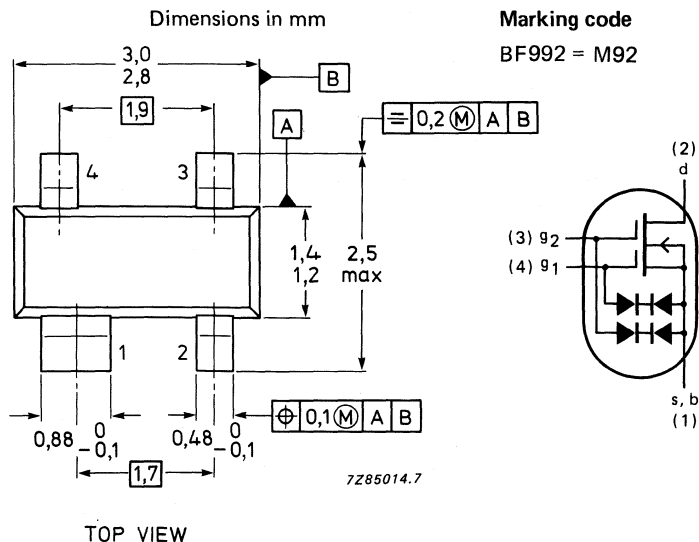 Dimensions in mm
Marking code
BF992 = M92
3,0
2,8
B
1,9
A
= 0,2 Ⓜ A B
4
3
1,4
1,2
2,5
max
1
2
⌖ 0,1 Ⓜ A B
0,88 0
-0,1
0,48 0
-0,1
1,7
7Z85014.7
TOP VIEW
(2)
d
(3) g2
(4) g1
s, b
(1)